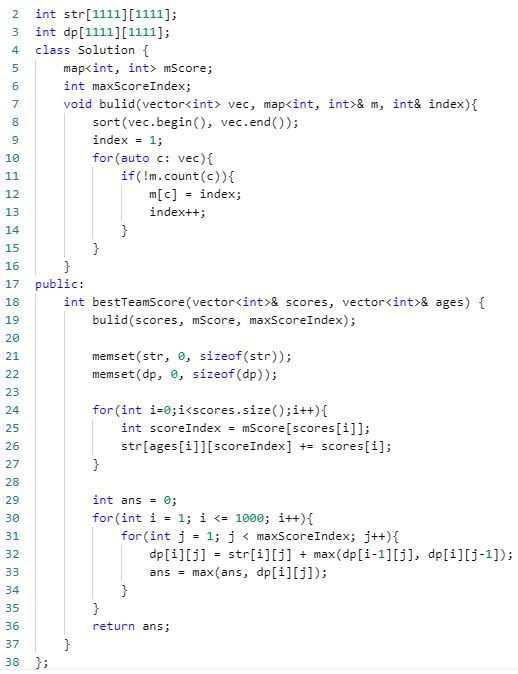 2 int str[1111][1111];
3 int dp[1111][1111];
4 class Solution {
5     map<int, int> mScore;
6     int maxScoreIndex;
7     void bulid(vector<int> vec, map<int, int>& m, int& index){
8         sort(vec.begin(), vec.end());
9         index = 1;
10         for(auto c: vec){
11             if(!m.count(c)){
12                 m[c] = index;
13                 index++;
14             }
15         }
16     }
17 public:
18     int bestTeamScore(vector<int>& scores, vector<int>& ages) {
19         bulid(scores, mScore, maxScoreIndex);
20
21         memset(str, 0, sizeof(str));
22         memset(dp, 0, sizeof(dp));
23
24         for(int i=0;i<scores.size();i++){
25             int scoreIndex = mScore[scores[i]];
26             str[ages[i]][scoreIndex] += scores[i];
27         }
28
29         int ans = 0;
30         for(int i = 1; i <= 1000; i++){
31             for(int j = 1; j < maxScoreIndex; j++){
32                 dp[i][j] = str[i][j] + max(dp[i-1][j], dp[i][j-1]);
33                 ans = max(ans, dp[i][j]);
34             }
35         }
36         return ans;
37     }
38 };